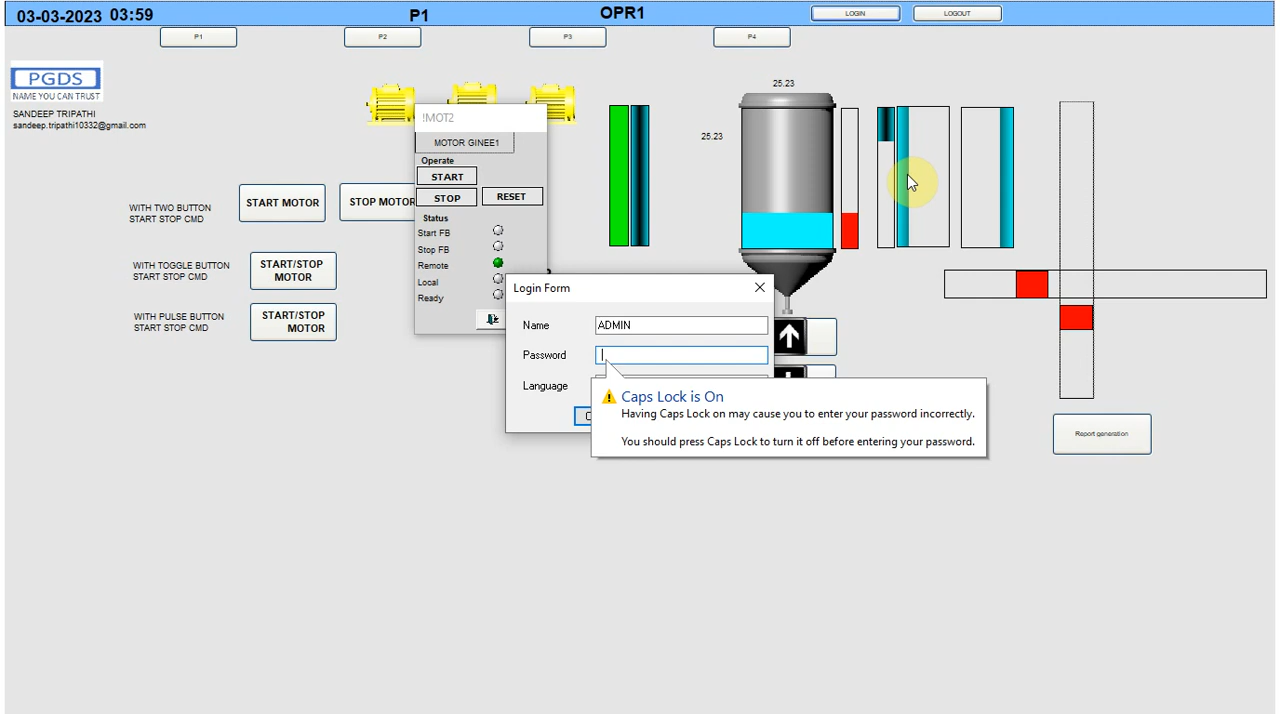 03-03-2023 03:59
P1
OPR1
LOGIN
LOGOUT
P1
P2
P3
P4
PGDS
NAME YOU CAN TRUST
SANDEEP TRIPATHI
sandeep.tripathi10332@gmail.com
25.23
25.23
WITH TWO BUTTON
START STOP CMD
START MOTOR
STOP MOTOR
WITH TOGGLE BUTTON
START STOP CMD
START/STOP
MOTOR
WITH PULSE BUTTON
START STOP CMD
START/STOP
MOTOR
!MOT2
MOTOR GINEE1
Operate
START
STOP
RESET
Status
Start FB
Stop FB
Remote
Local
Ready
Login Form
Name
ADMIN
Password
Language
Caps Lock is On
Having Caps Lock on may cause you to enter your password incorrectly.
You should press Caps Lock to turn it off before entering your password.
Report generation